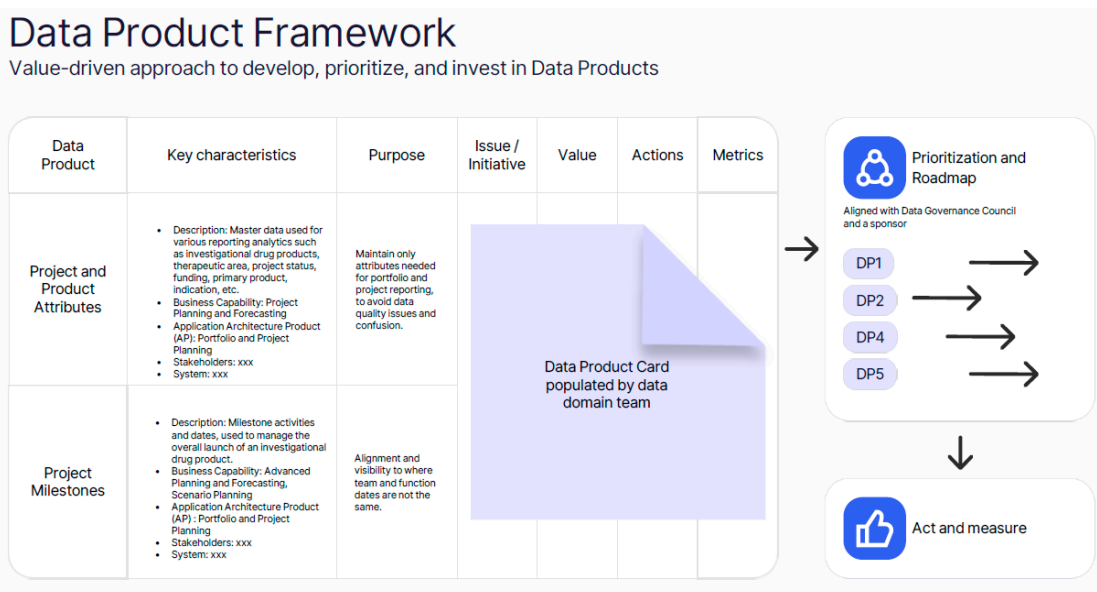 Data Product Framework
Value-driven approach to develop, prioritize, and invest in Data Products
Data
Product
Key characteristics
Purpose
Issue /
Initiative
Value
Actions
Metrics
Project and
Product
Attributes
• Description: Master data used for
various reporting analytics such
as investigational drug products,
therapeutic area, project status,
funding, primary product,
indication, etc.
• Business Capability: Project
Planning and Forecasting
• Application Architecture Product
(AP): Portfolio and Project
Planning
• Stakeholders: xxx
• System: xxx
Maintain only
attributes needed
for portfolio and
project reporting,
to avoid data
quality issues and
confusion.
Project
Milestones
• Description: Milestone activities
and dates, used to manage the
overall launch of an investigational
drug product.
• Business Capability: Advanced
Planning and Forecasting,
Scenario Planning
• Application Architecture Product
(AP) : Portfolio and Project
Planning
• Stakeholders: xxx
• System: xxx
Alignment and
visibility to where
team and function
dates are not the
same.
Data Product Card
populated by data
domain team
Prioritization and
Roadmap
Aligned with Data Governance Council
and a sponsor
DP1
DP2
DP4
DP5
Act and measure